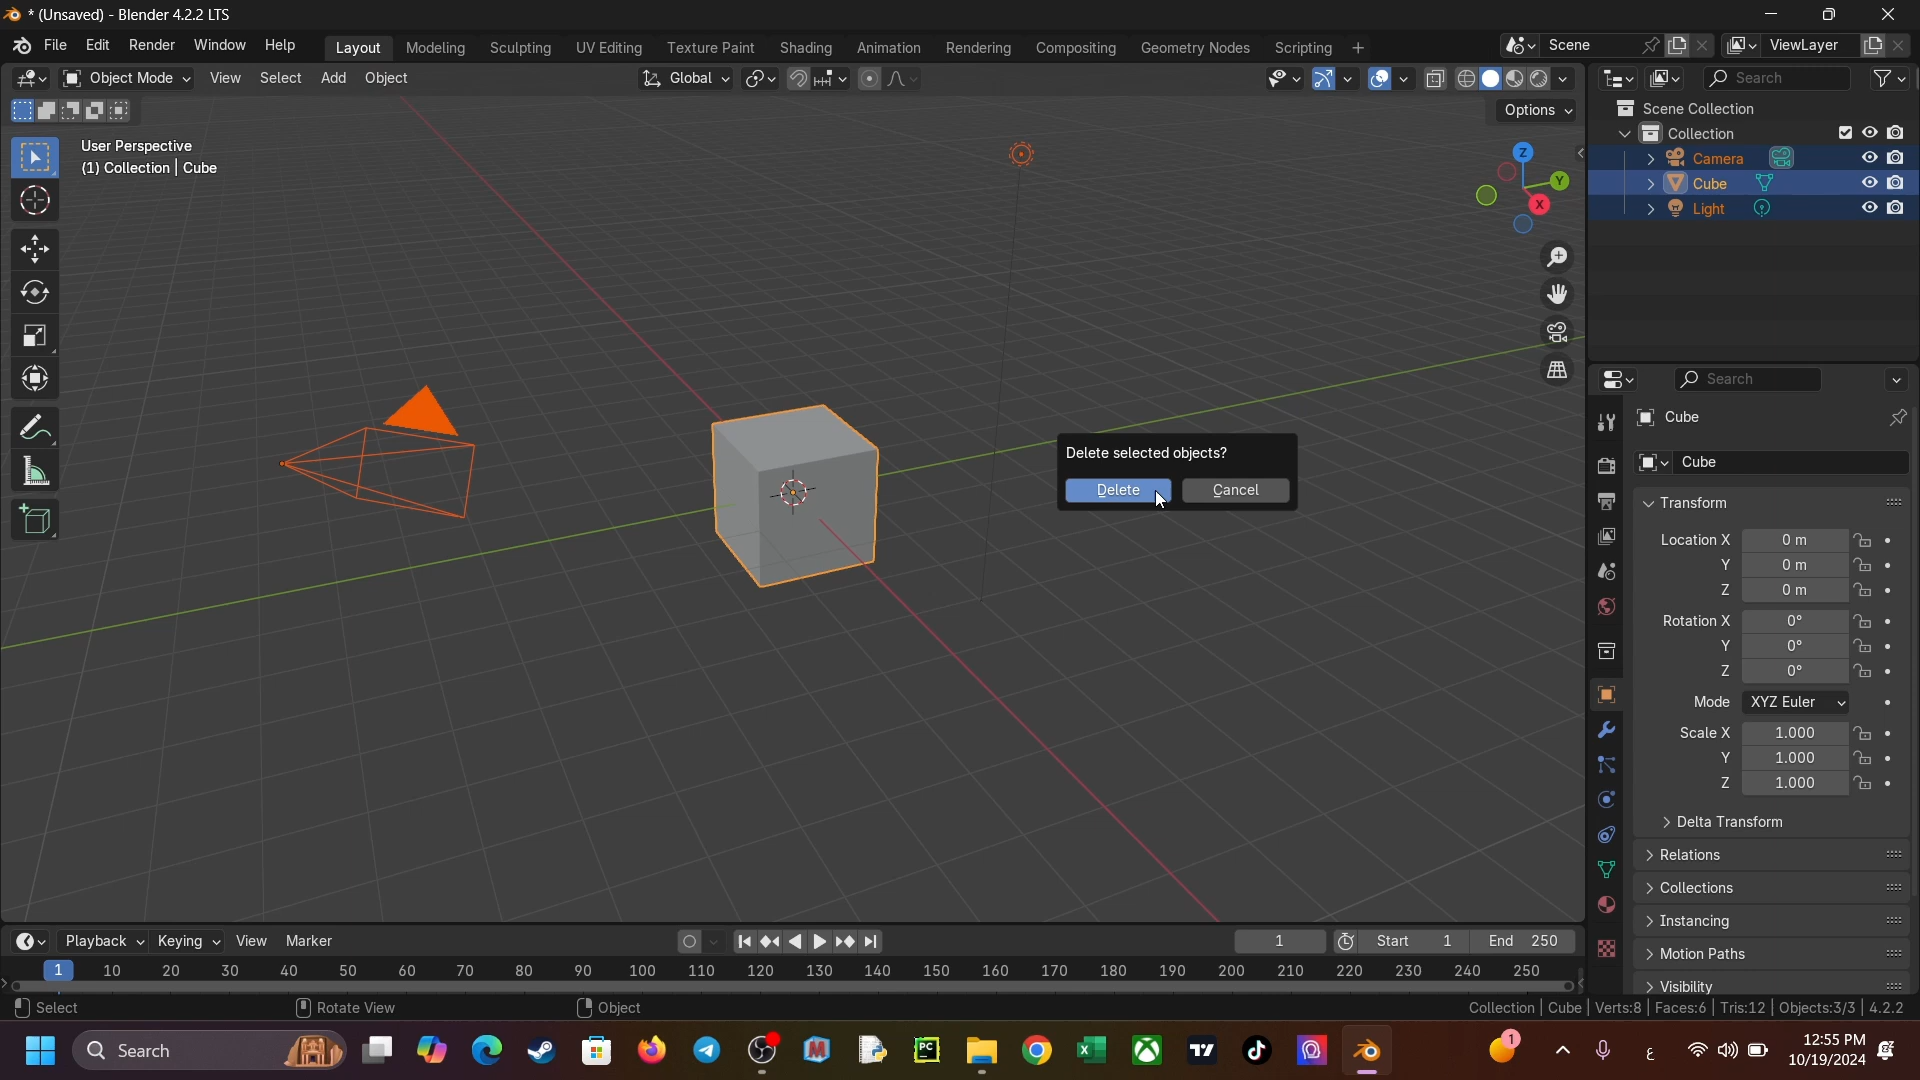 * (Unsaved) - Blender 4.2.2 LTS
File Edit Render Window Help Layout Modeling Sculpting UV Editing Texture Paint Shading Animation Rendering Compositing Geometry Nodes Scripting + Scene ViewLayer
Object Mode View Select Add Object Global Search
Options
Scene Collection
Collection
Camera
Cube
Light
User Perspective
(1) Collection | Cube
Z
Y
X
Delete selected objects?
Delete Cancel
Search
Cube
Cube
Transform
Location X 0 m
Y 0 m
Z 0 m
Rotation X 0°
Y 0°
Z 0°
Mode XYZ Euler
Scale X 1.000
Y 1.000
Z 1.000
Delta Transform
Relations
Collections
Instancing
Motion Paths
Visibility
Playback Keying View Marker 1 Start 1 End 250
1 10 20 30 40 50 60 70 80 90 100 110 120 130 140 150 160 170 180 190 200 210 220 230 240 250
Select Rotate View Object Collection | Cube | Verts:8 | Faces:6 | Tris:12 | Objects:3/3 | 4.2.2
Search PC 1 ع 12:55 PM
10/19/2024